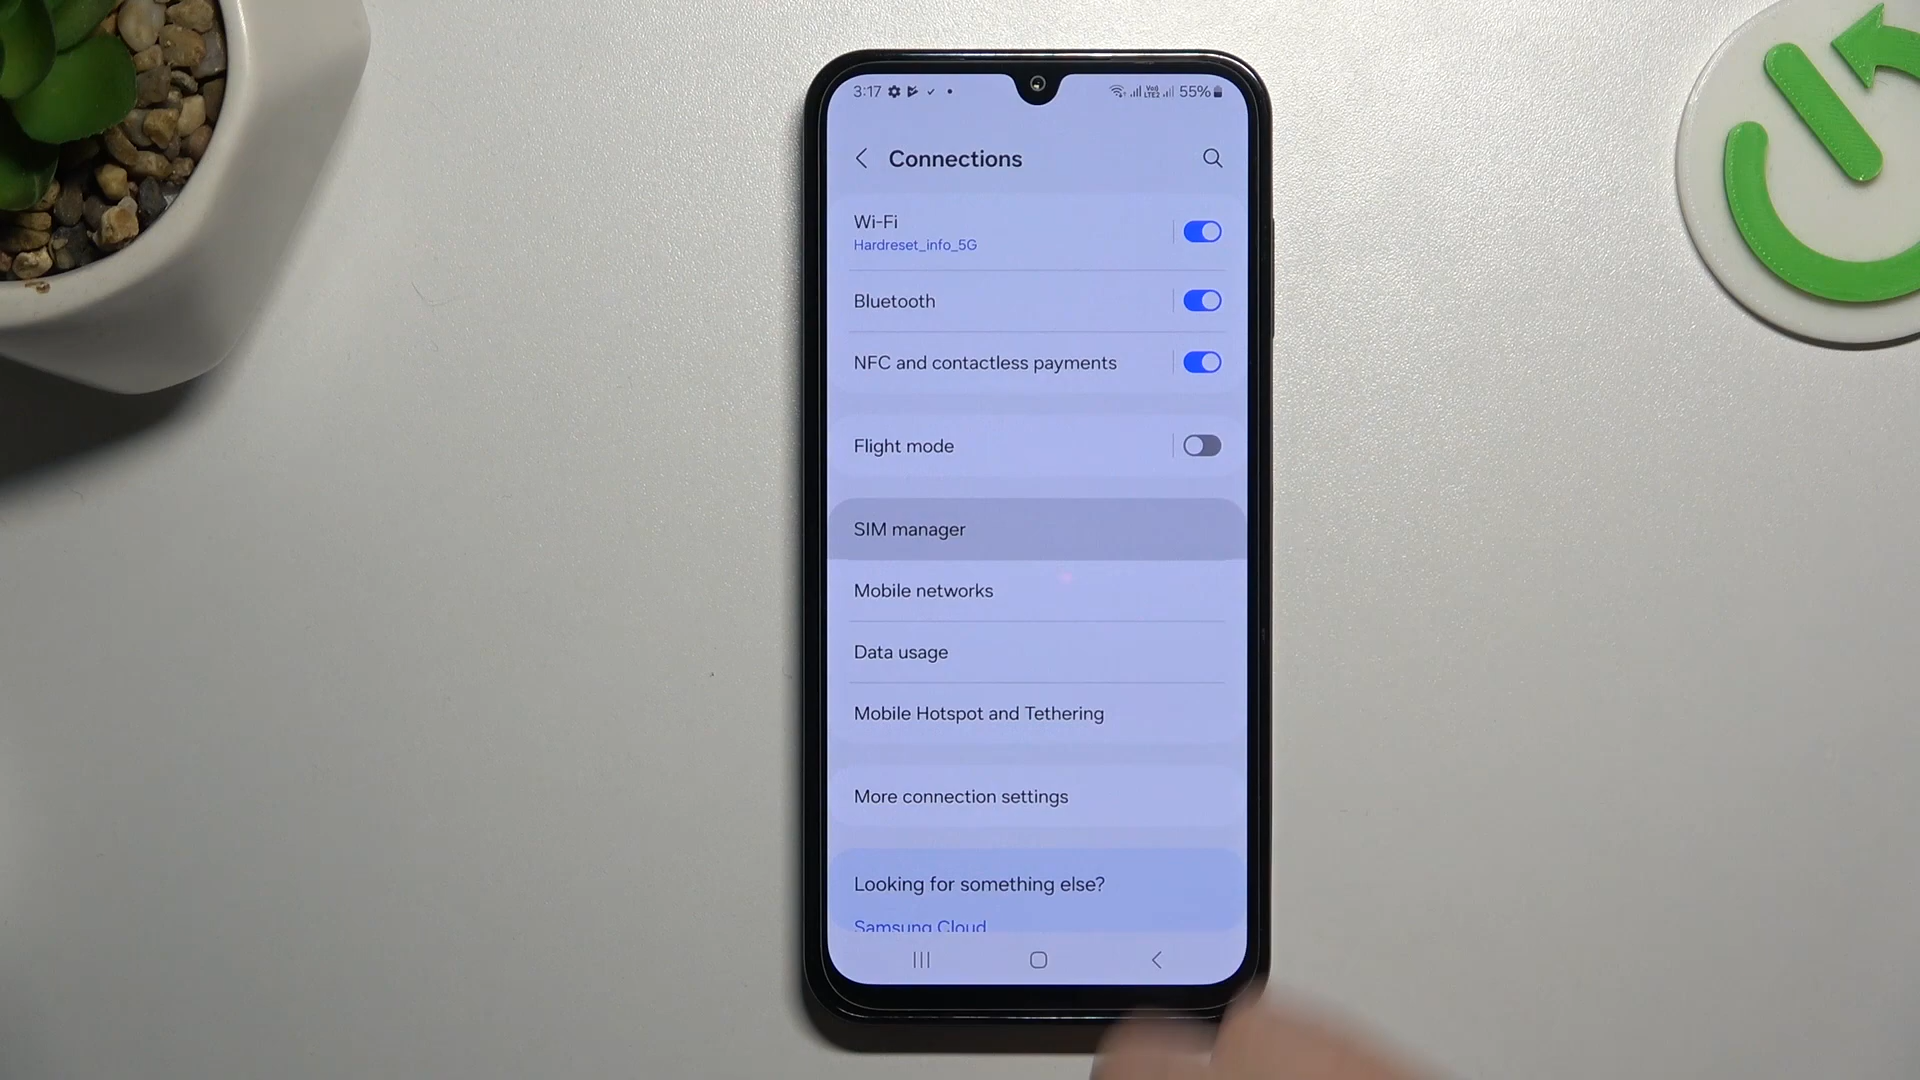 3:17 55%
Connections
Wi-Fi
Hardreset_info_5G
Bluetooth
NFC and contactless payments
Flight mode
SIM manager
Mobile networks
Data usage
Mobile Hotspot and Tethering
More connection settings
Looking for something else?
Samsung Cloud